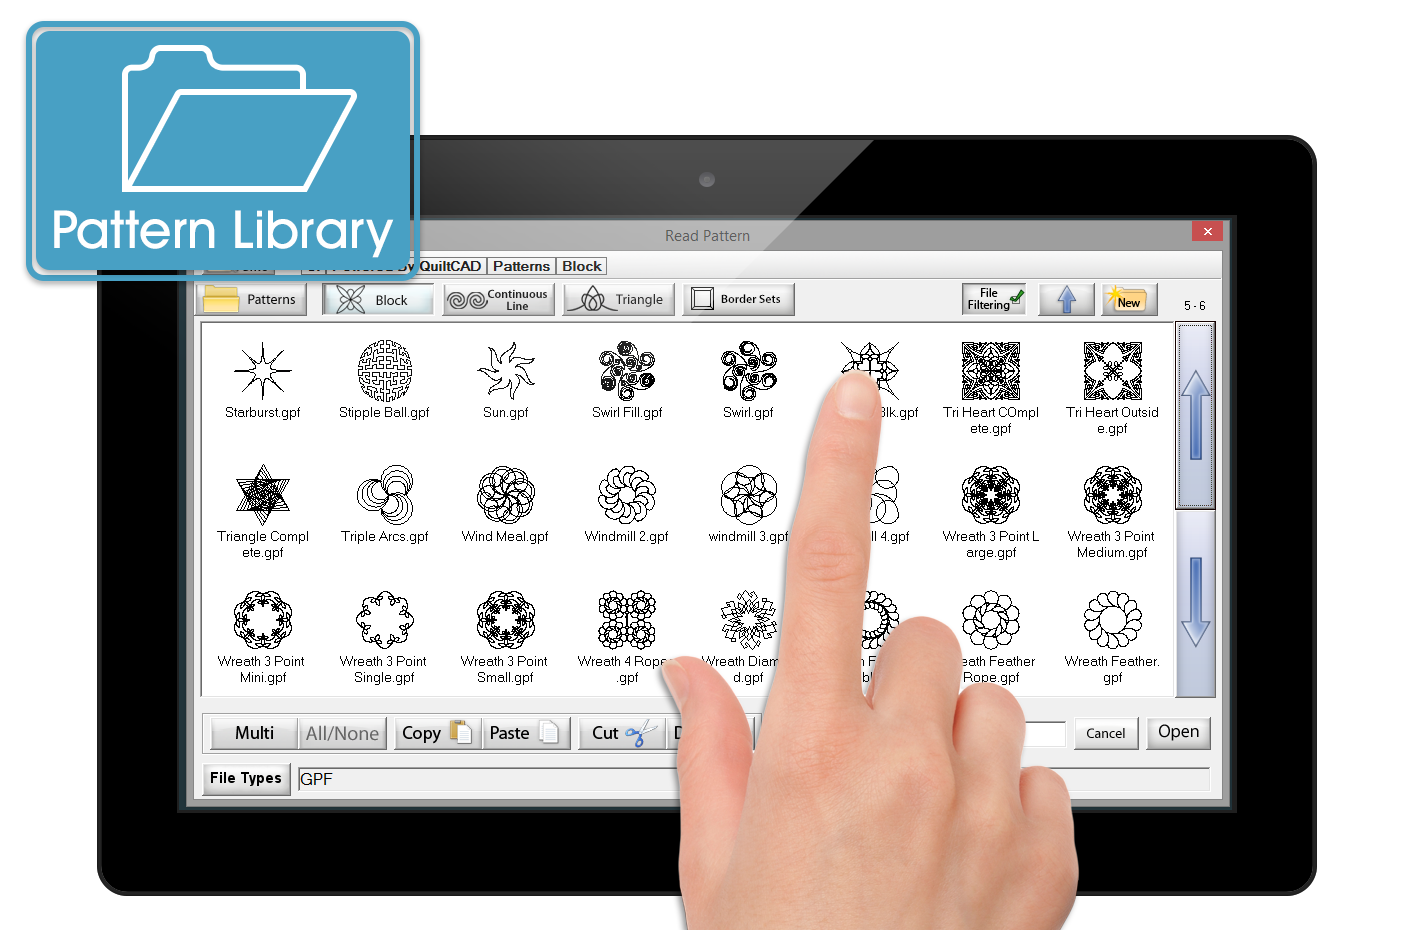 Pattern Library
Read Pattern
QuiltCAD Patterns Block
Patterns Block Continuous Line Triangle Border Sets File Filtering New 5 - 6
Starburst.gpf
Stipple Ball.gpf
Sun.gpf
Swirl Fill.gpf
Swirl.gpf
Blk.gpf
Tri Heart COmpl
ete.gpf
Tri Heart Outsid
e.gpf
Triangle Compl
ete.gpf
Triple Arcs.gpf
Wind Meal.gpf
Windmill 2.gpf
windmill 3.gpf
4.gpf
Wreath 3 Point L
arge.gpf
Wreath 3 Point
Medium.gpf
Wreath 3 Point
Mini.gpf
Wreath 3 Point
Single.gpf
Wreath 3 Point
Small.gpf
Wreath 4 Rope
.gpf
Wreath Diam
d.gpf
Feather
Rope.gpf
Wreath Feather.
gpf
Multi All/None Copy Paste Cut Cancel Open
File Types GPF